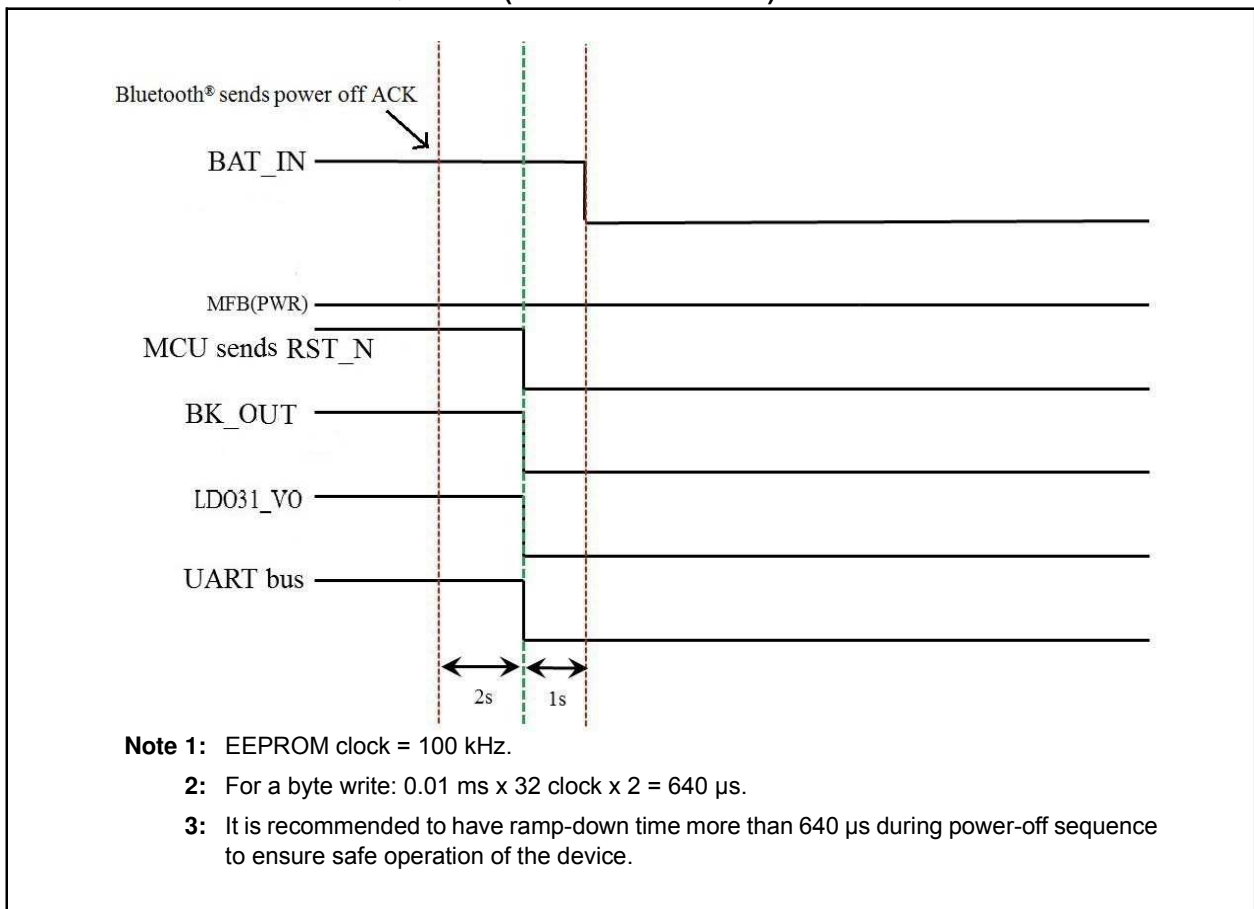 Bluetooth® sends power off ACK
BAT_IN
MFB(PWR)
MCU sends RST_N
BK_OUT
LDO31_VO
UART bus
2s
1s
Note 1: EEPROM clock = 100 kHz.
2: For a byte write: 0.01 ms x 32 clock x 2 = 640 µs.
3: It is recommended to have ramp-down time more than 640 µs during power-off sequence
to ensure safe operation of the device.